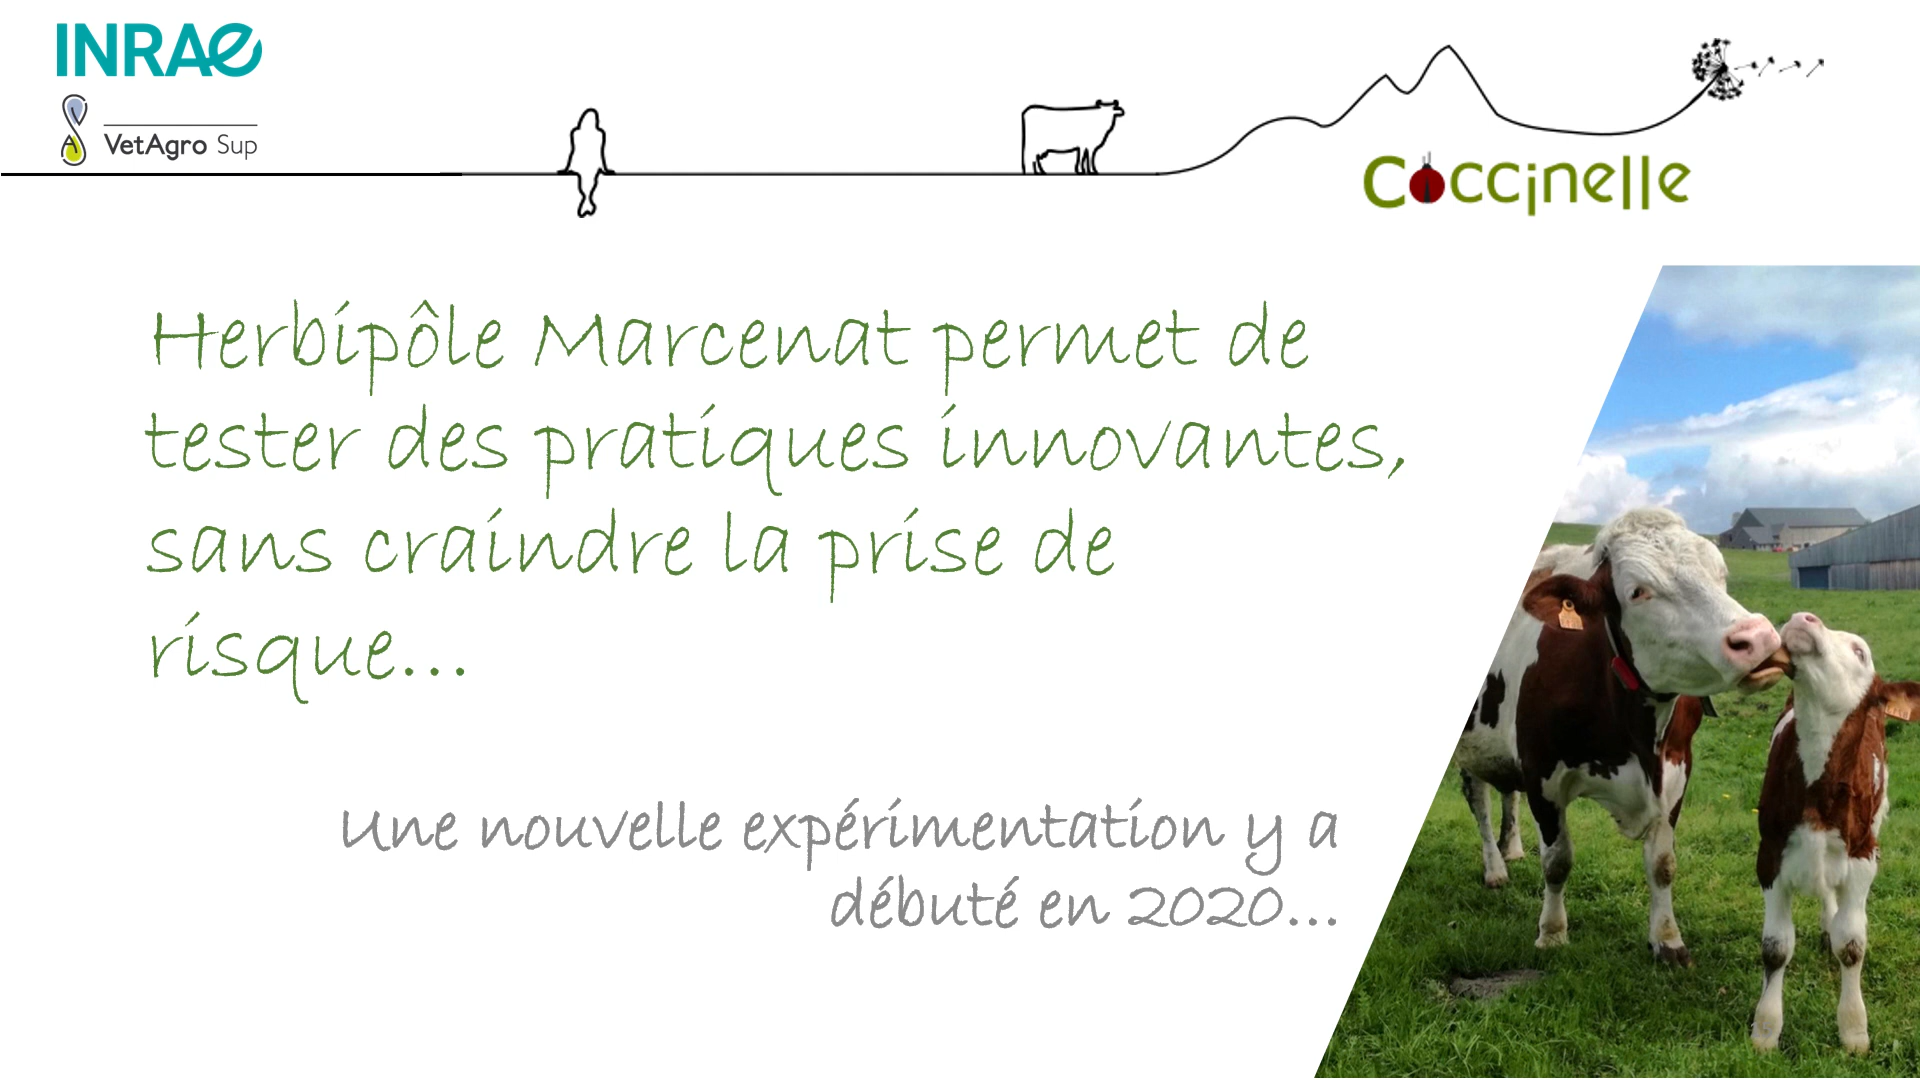 INRAE
VetAgro Sup
Coccinelle
Herbipôle Marcenat permet de
tester des pratiques innovantes,
sans craindre la prise de
risque...
Une nouvelle expérimentation y a
débuté en 2020...